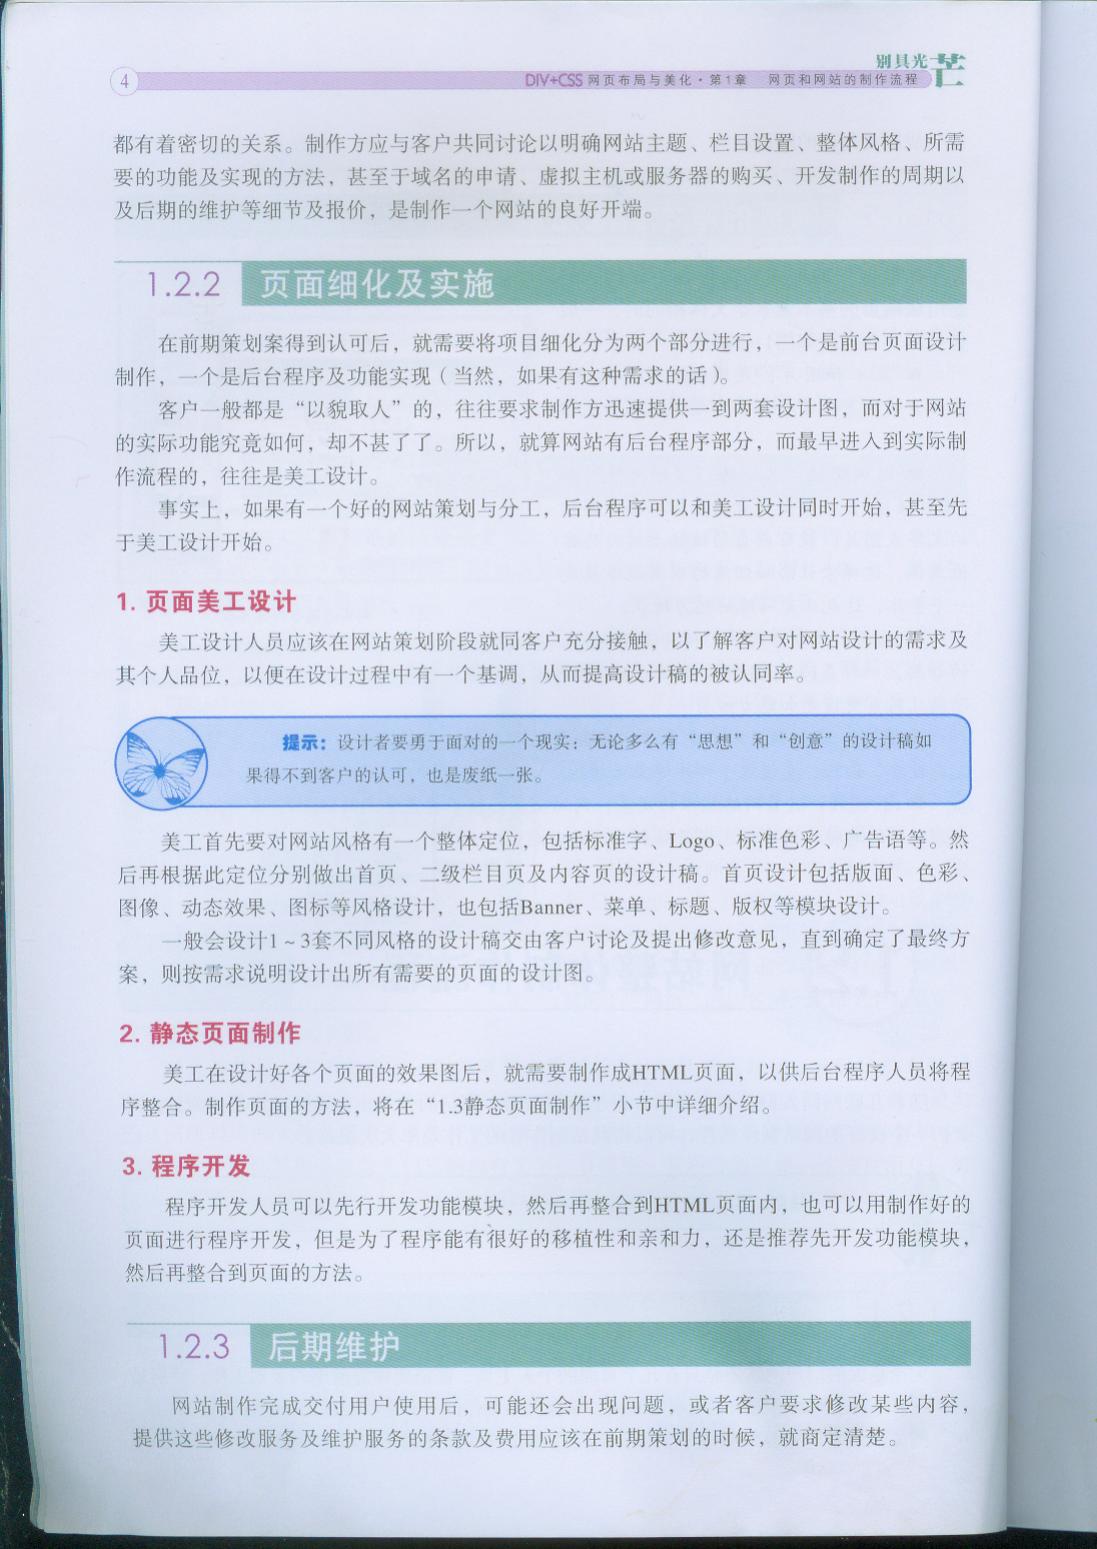 4
DIV+CSS 网页布局与美化·第1章 网页和网站的制作流程
别具光芒
都有着密切的关系。制作方应与客户共同讨论以明确网站主题、栏目设置、整体风格、所需
要的功能及实现的方法，甚至于域名的申请、虚拟主机或服务器的购买、开发制作的周期以
及后期的维护等细节及报价，是制作一个网站的良好开端。
1.2.2 页面细化及实施
在前期策划案得到认可后，就需要将项目细化分为两个部分进行，一个是前台页面设计
制作，一个是后台程序及功能实现（当然，如果有这种需求的话）。
客户一般都是“以貌取人”的，往往要求制作方迅速提供一到两套设计图，而对于网站
的实际功能究竟如何，却不甚了了。所以，就算网站有后台程序部分，而最早进入到实际制
作流程的，往往是美工设计。
事实上，如果有一个好的网站策划与分工，后台程序可以和美工设计同时开始，甚至先
于美工设计开始。
1. 页面美工设计
美工设计人员应该在网站策划阶段就同客户充分接触，以了解客户对网站设计的需求及
其个人品位，以便在设计过程中有一个基调，从而提高设计稿的被认同率。
提示：设计者要勇于面对的一个现实：无论多么有“思想”和“创意”的设计稿如
果得不到客户的认可，也是废纸一张。
美工首先要对网站风格有一个整体定位，包括标准字、Logo、标准色彩、广告语等。然
后再根据此定位分别做出首页、二级栏目页及内容页的设计稿。首页设计包括版面、色彩、
图像、动态效果、图标等风格设计，也包括Banner、菜单、标题、版权等模块设计。
一般会设计1～3套不同风格的设计稿交由客户讨论及提出修改意见，直到确定了最终方
案，则按需求说明设计出所有需要的页面的设计图。
2. 静态页面制作
美工在设计好各个页面的效果图后，就需要制作成HTML页面，以供后台程序人员将程
序整合。制作页面的方法，将在“1.3静态页面制作”小节中详细介绍。
3. 程序开发
程序开发人员可以先行开发功能模块，然后再整合到HTML页面内，也可以用制作好的
页面进行程序开发，但是为了程序能有很好的移植性和亲和力，还是推荐先开发功能模块，
然后再整合到页面的方法。
1.2.3 后期维护
网站制作完成交付用户使用后，可能还会出现问题，或者客户要求修改某些内容，
提供这些修改服务及维护服务的条款及费用应该在前期策划的时候，就商定清楚。